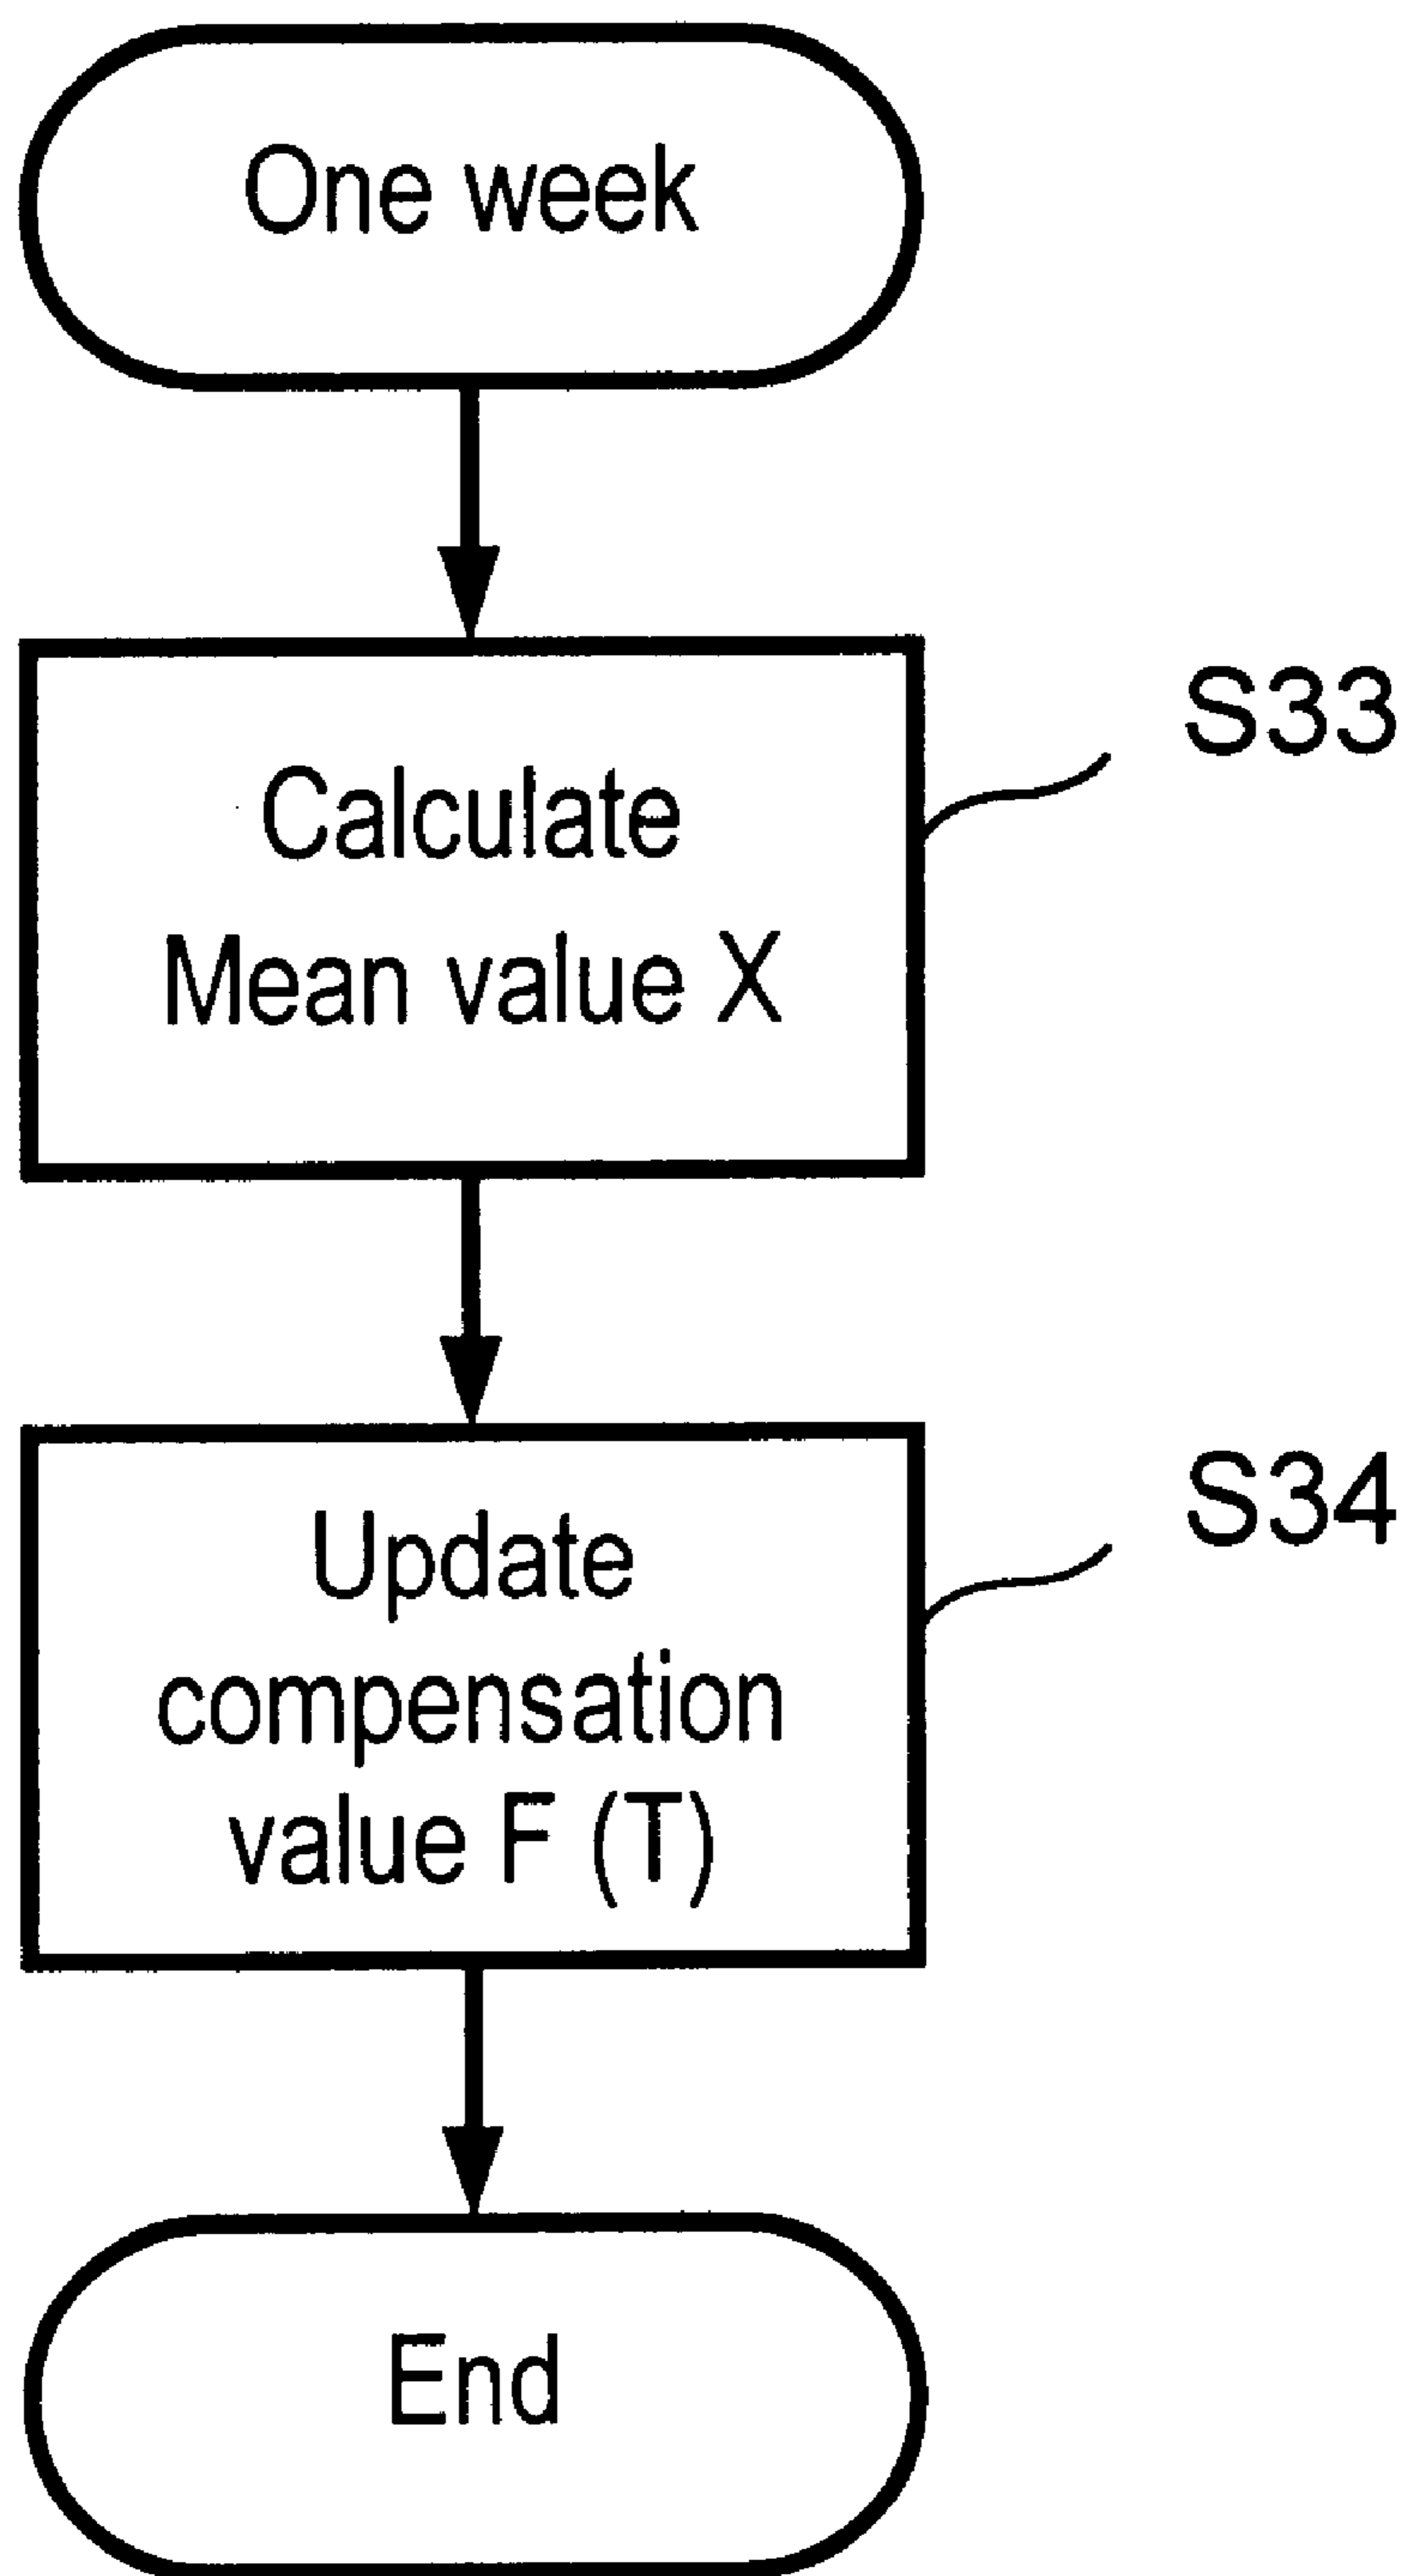 One week
S33
Calculate
Mean value X
S34
Update
compensation
value F (T)
End